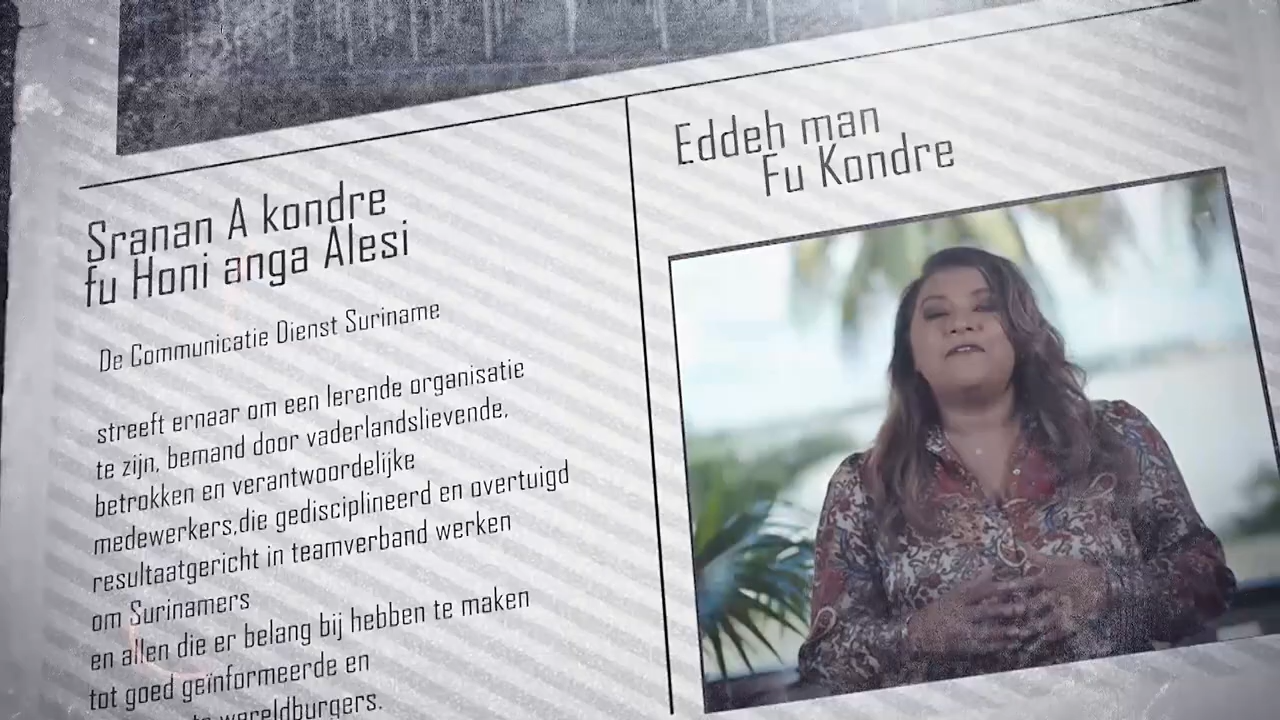 Sranan A kondre
fu Honi anga Alesi
De Communicatie Dienst Suriname
streeft ernaar om een lerende organisatie
te zijn, bemand door vaderlandslievende,
betrokken en verantwoordelijke
medewerkers,die gedisciplineerd en overtuigd
resultaatgericht in teamverband werken
om Surinamers
en allen die er belang bij hebben te maken
tot goed geïnformeerde en
wereldburgers.
Eddeh man
Fu Kondre